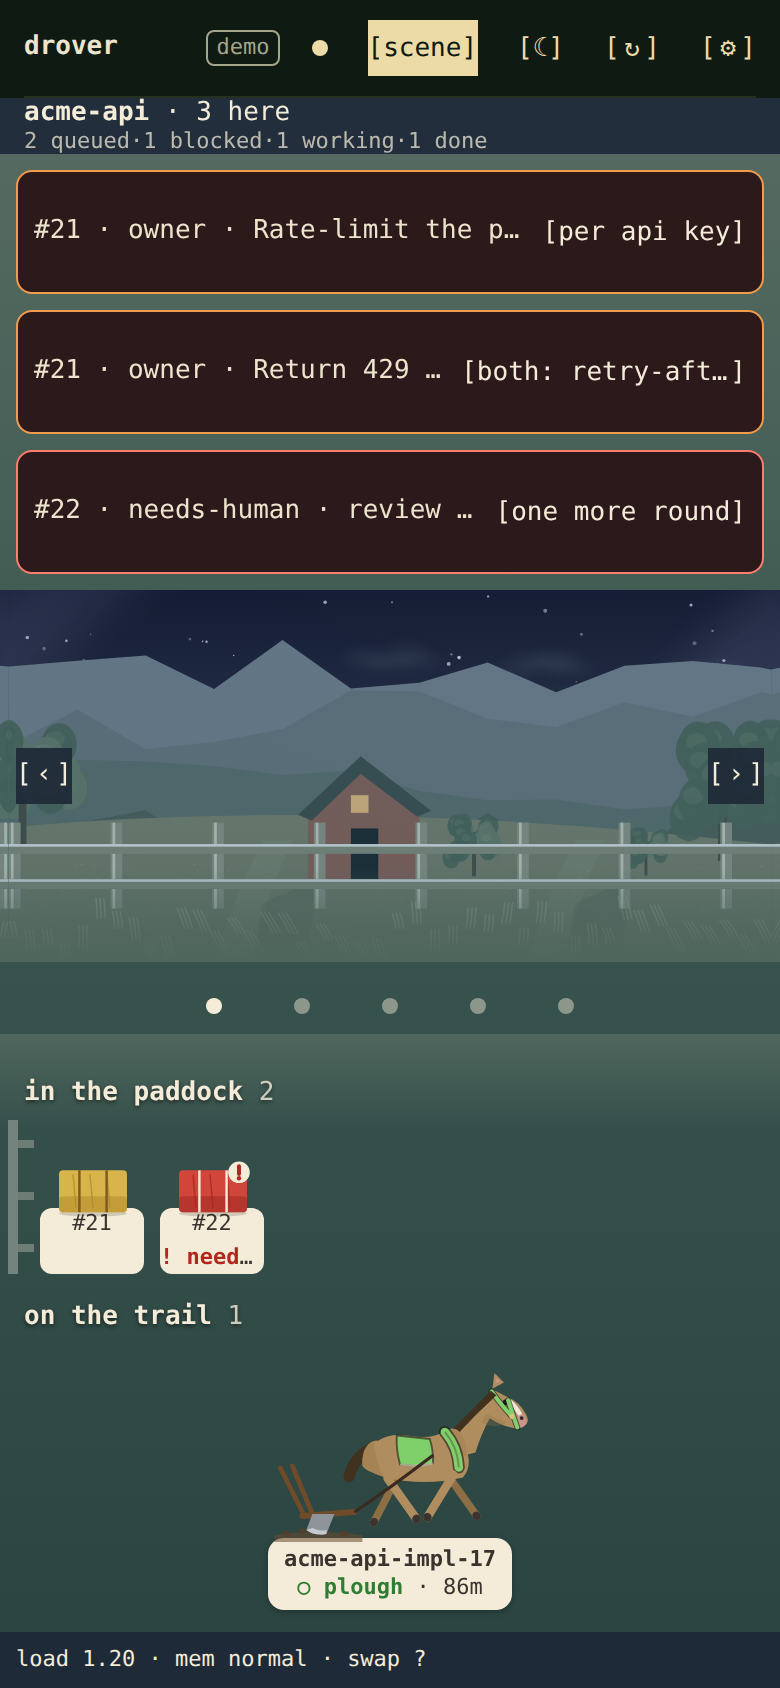 drover demo [scene] [☾] [↻] [⚙]
acme-api · 3 here
2 queued·1 blocked·1 working·1 done
#21 · owner · Rate-limit the p… [per api key]
#21 · owner · Return 429 … [both: retry-aft…]
#22 · needs-human · review … [one more round]
[‹] [›]
in the paddock 2
#21 #22
! need…
on the trail 1
acme-api-impl-17
○ plough · 86m
load 1.20 · mem normal · swap ?